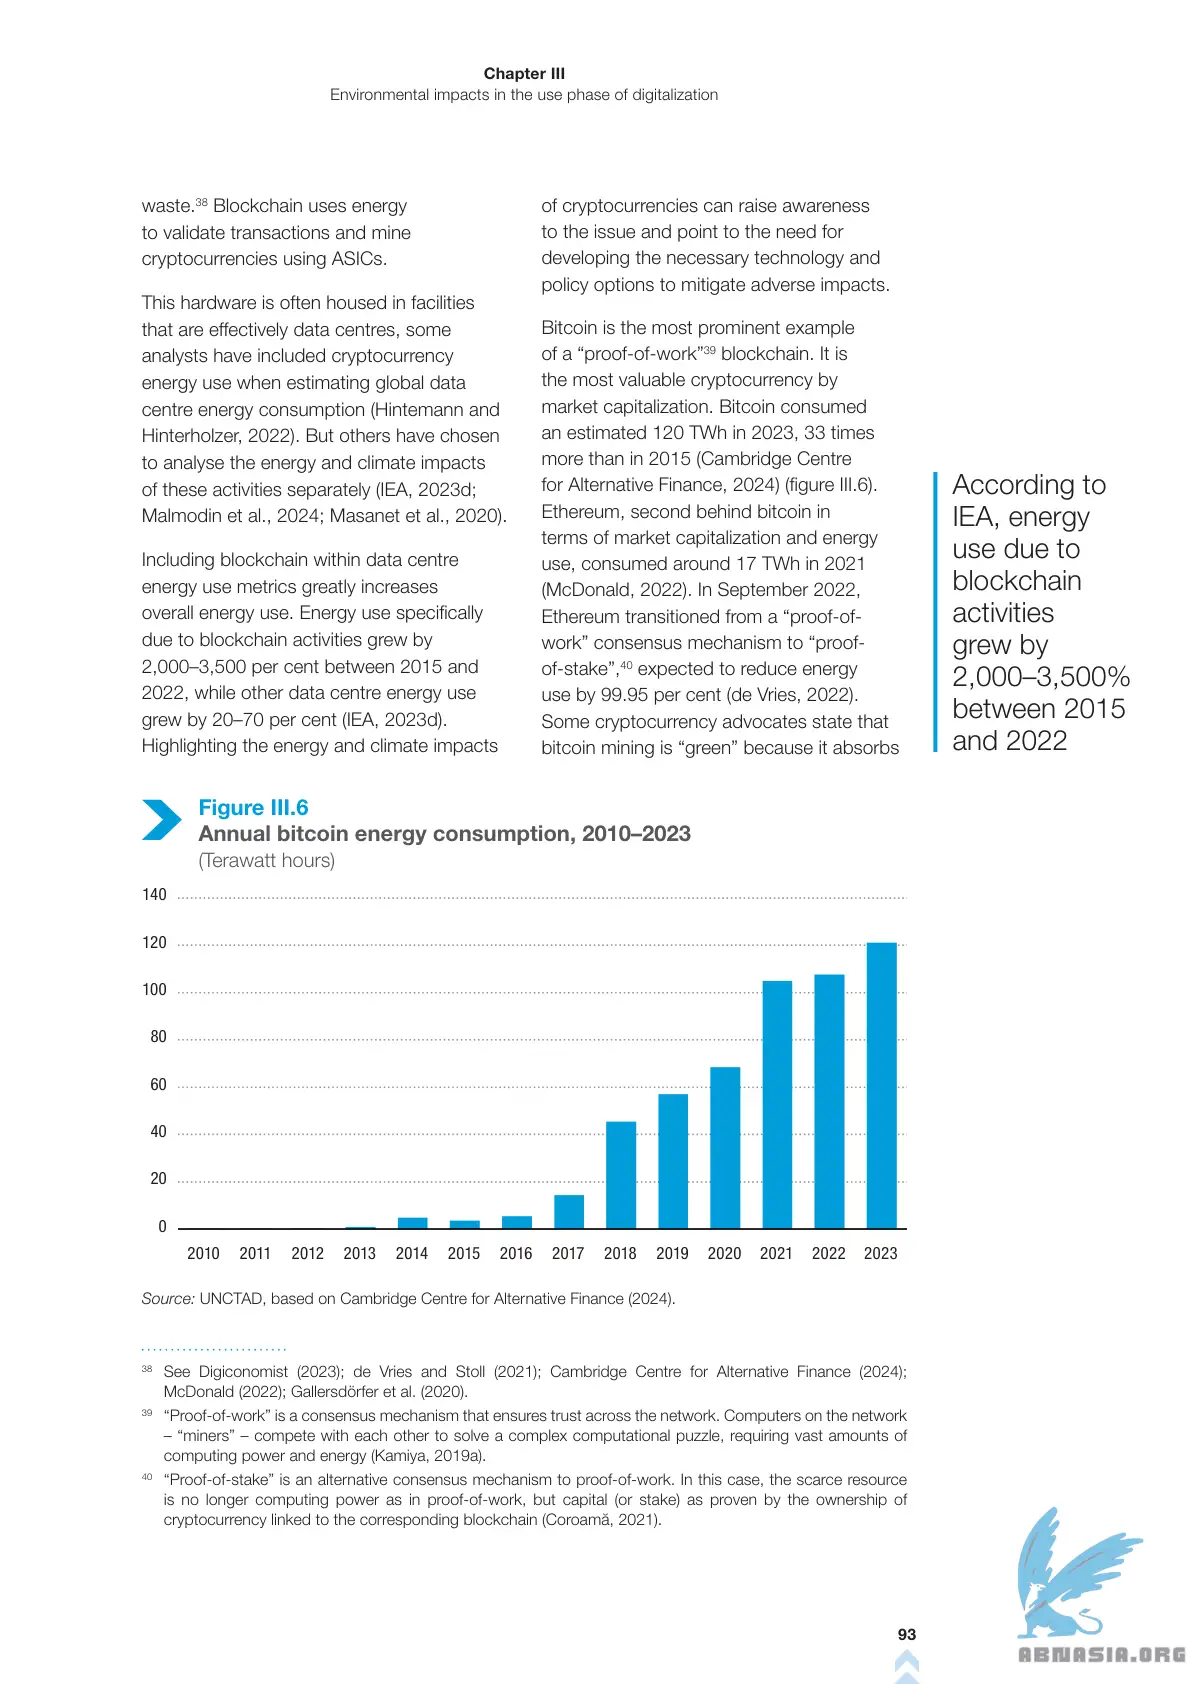 Chapter III
Environmental impacts in the use phase of digitalization
waste.38 Blockchain uses energy
to validate transactions and mine
cryptocurrencies using ASICs.
This hardware is often housed in facilities
that are effectively data centres, some
analysts have included cryptocurrency
energy use when estimating global data
centre energy consumption (Hintemann and
Hinterholzer, 2022). But others have chosen
to analyse the energy and climate impacts
of these activities separately (IEA, 2023d;
Malmodin et al., 2024; Masanet et al., 2020).
Including blockchain within data centre
energy use metrics greatly increases
overall energy use. Energy use specifically
due to blockchain activities grew by
2,000–3,500 per cent between 2015 and
2022, while other data centre energy use
grew by 20–70 per cent (IEA, 2023d).
Highlighting the energy and climate impacts
of cryptocurrencies can raise awareness
to the issue and point to the need for
developing the necessary technology and
policy options to mitigate adverse impacts.
Bitcoin is the most prominent example
of a “proof-of-work”39 blockchain. It is
the most valuable cryptocurrency by
market capitalization. Bitcoin consumed
an estimated 120 TWh in 2023, 33 times
more than in 2015 (Cambridge Centre
for Alternative Finance, 2024) (figure III.6).
Ethereum, second behind bitcoin in
terms of market capitalization and energy
use, consumed around 17 TWh in 2021
(McDonald, 2022). In September 2022,
Ethereum transitioned from a “proof-of-
work” consensus mechanism to “proof-
of-stake”,40 expected to reduce energy
use by 99.95 per cent (de Vries, 2022).
Some cryptocurrency advocates state that
bitcoin mining is “green” because it absorbs
According to
IEA, energy
use due to
blockchain
activities
grew by
2,000–3,500%
between 2015
and 2022
Figure III.6
Annual bitcoin energy consumption, 2010–2023
(Terawatt hours)
140
120
100
80
60
40
20
0
2010 2011 2012 2013 2014 2015 2016 2017 2018 2019 2020 2021 2022 2023
Source: UNCTAD, based on Cambridge Centre for Alternative Finance (2024).
38 See Digiconomist (2023); de Vries and Stoll (2021); Cambridge Centre for Alternative Finance (2024);
McDonald (2022); Gallersdörfer et al. (2020).
39 “Proof-of-work” is a consensus mechanism that ensures trust across the network. Computers on the network
– “miners” – compete with each other to solve a complex computational puzzle, requiring vast amounts of
computing power and energy (Kamiya, 2019a).
40 “Proof-of-stake” is an alternative consensus mechanism to proof-of-work. In this case, the scarce resource
is no longer computing power as in proof-of-work, but capital (or stake) as proven by the ownership of
cryptocurrency linked to the corresponding blockchain (Coroamă, 2021).
93
ABNASIA.ORG